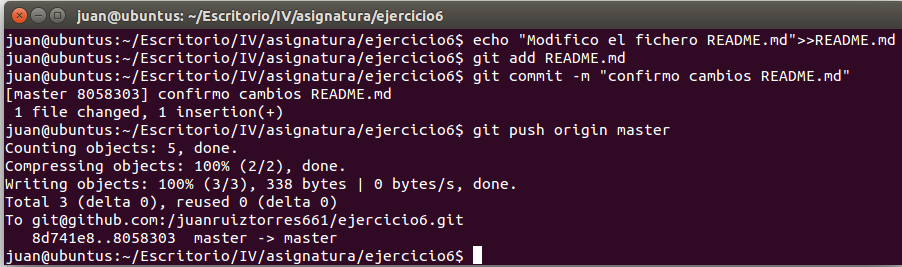 juan@ubuntus: ~/Escritorio/IV/asignatura/ejercicio6
juan@ubuntus:~/Escritorio/IV/asignatura/ejercicio6$ echo "Modifico el fichero README.md">>README.md
juan@ubuntus:~/Escritorio/IV/asignatura/ejercicio6$ git add README.md
juan@ubuntus:~/Escritorio/IV/asignatura/ejercicio6$ git commit -m "confirmo cambios README.md"
[master 8058303] confirmo cambios README.md
 1 file changed, 1 insertion(+)
juan@ubuntus:~/Escritorio/IV/asignatura/ejercicio6$ git push origin master
Counting objects: 5, done.
Compressing objects: 100% (2/2), done.
Writing objects: 100% (3/3), 338 bytes | 0 bytes/s, done.
Total 3 (delta 0), reused 0 (delta 0)
To git@github.com:/juanruiztorres661/ejercicio6.git
   8d741e8..8058303  master -> master
juan@ubuntus:~/Escritorio/IV/asignatura/ejercicio6$